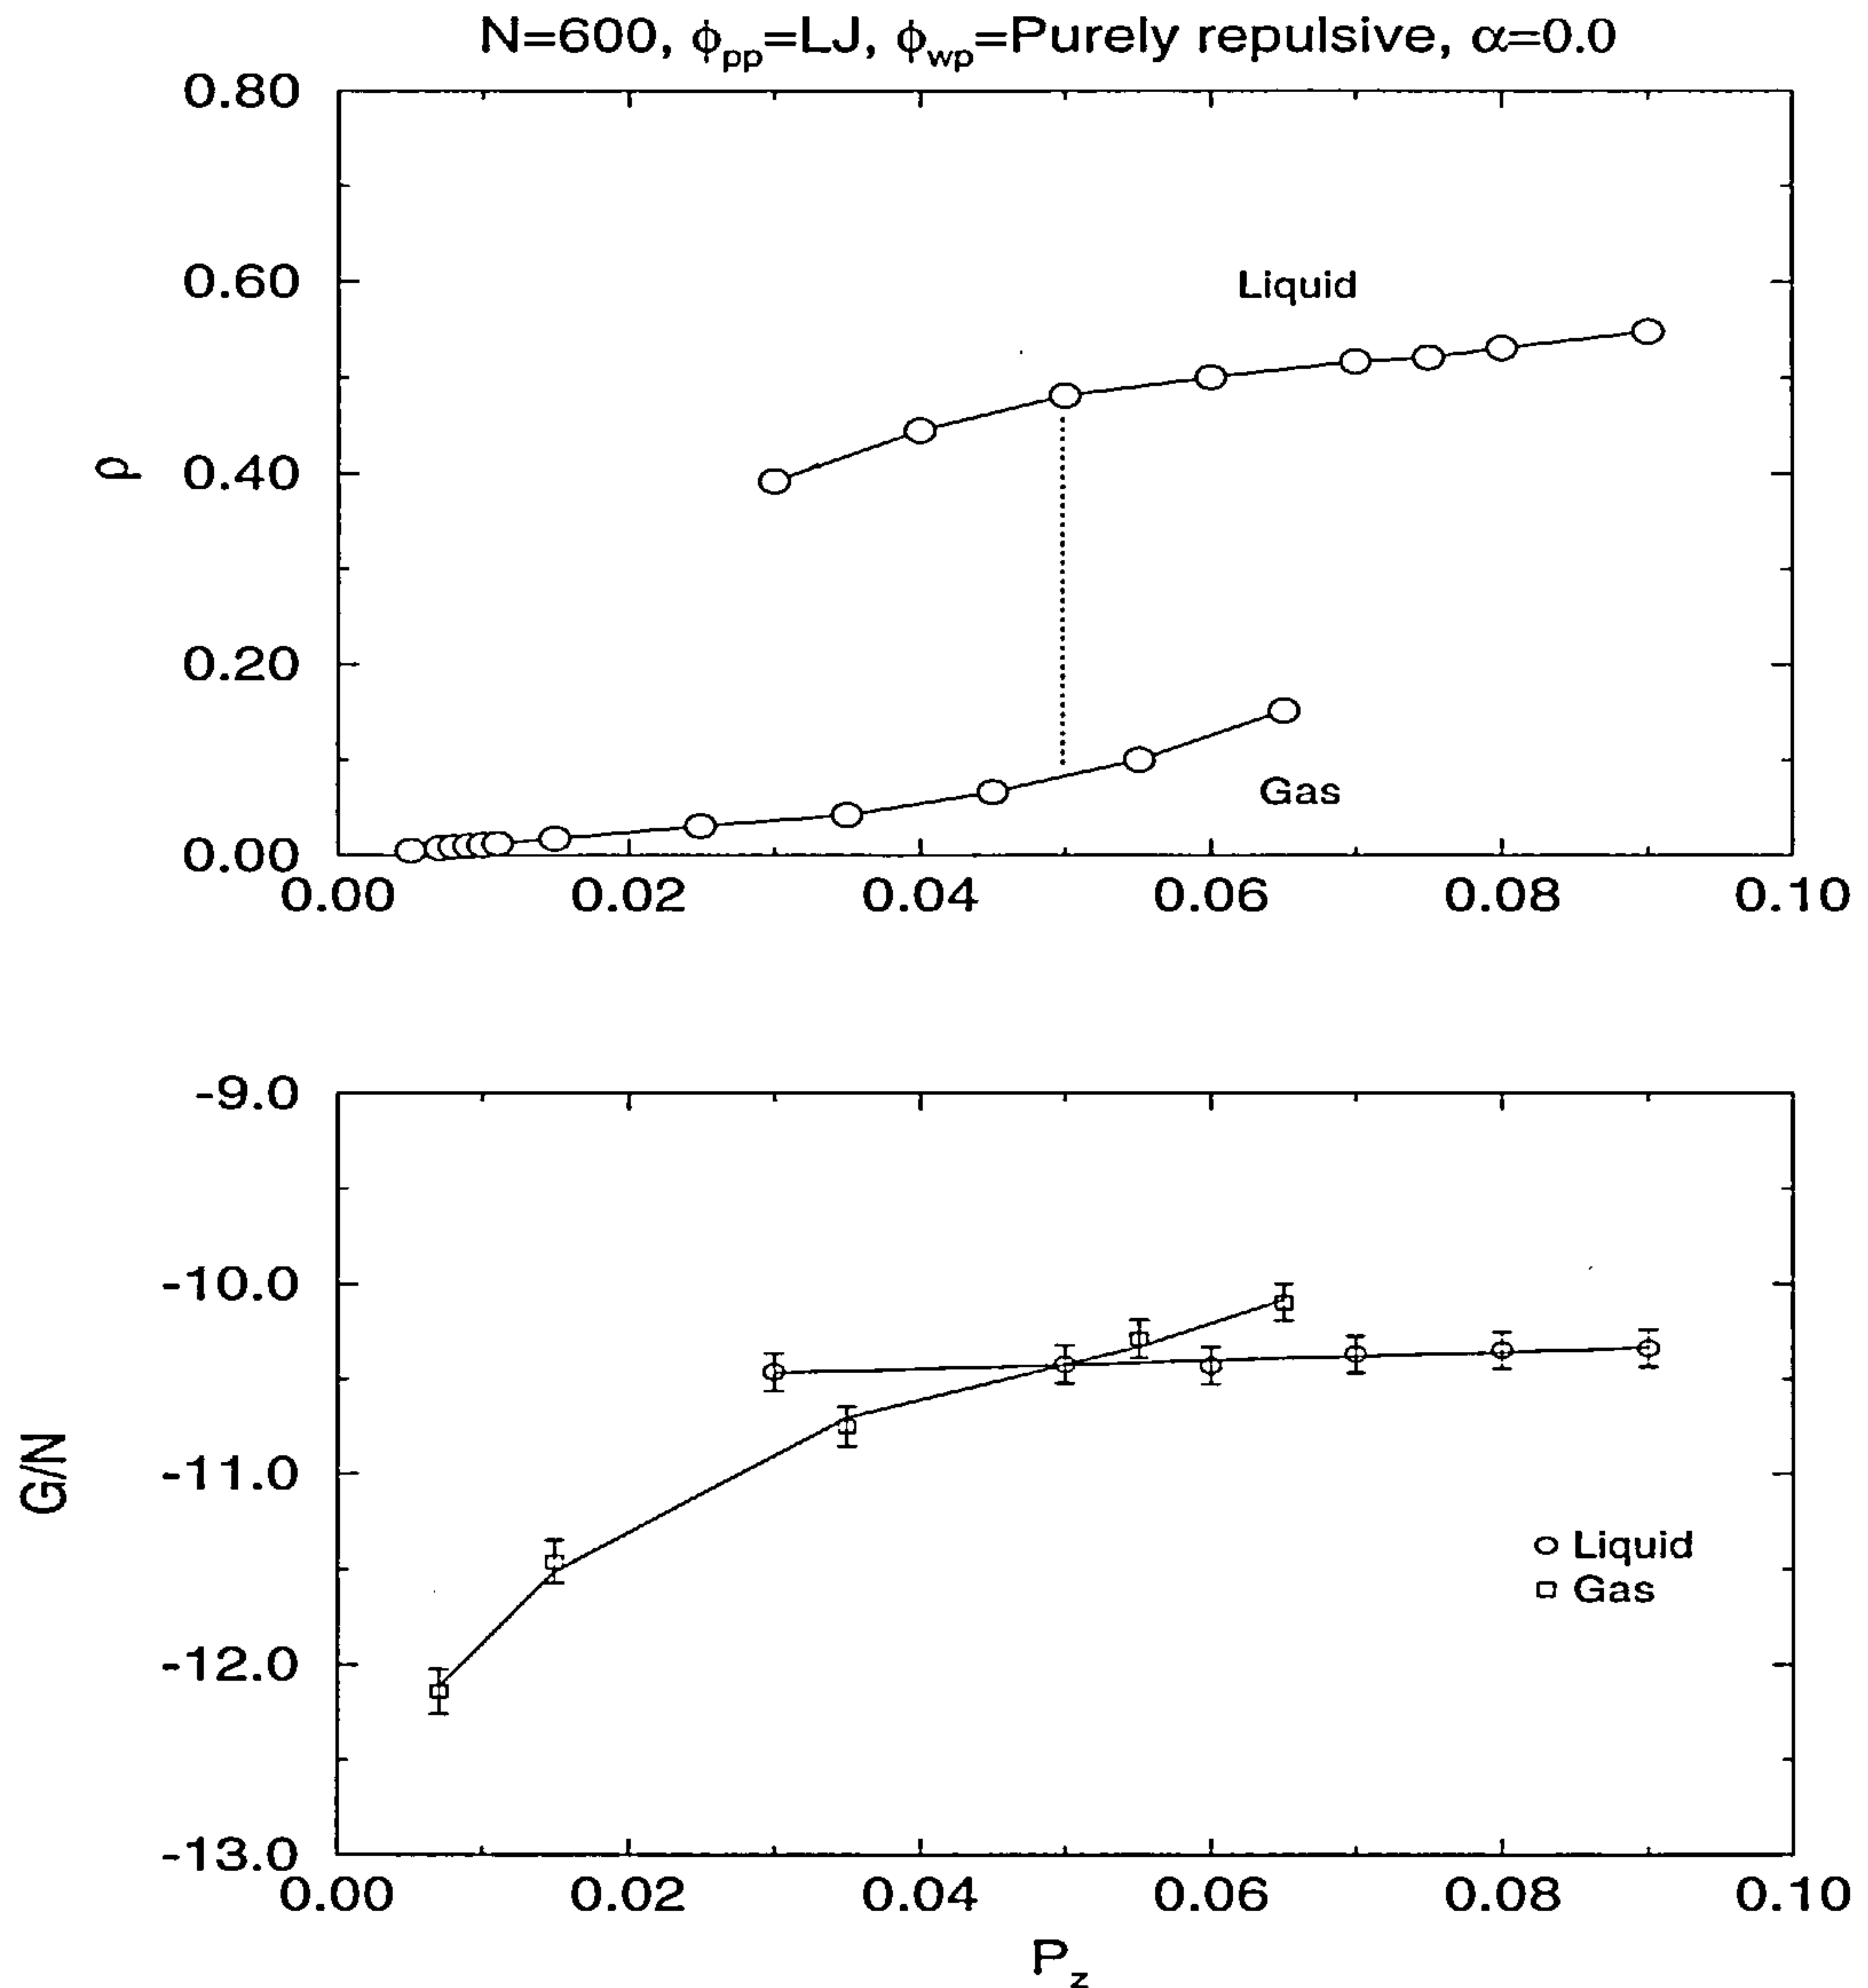 N=600, ϕpp=LJ, ϕwp=Purely repulsive, α=0.0
0.80
0.60
0.40
0.20
0.00
ρ
Liquid
Gas
0.00 0.02 0.04 0.06 0.08 0.10
-9.0
-10.0
-11.0
-12.0
-13.0
G/N
Liquid
Gas
0.00 0.02 0.04 0.06 0.08 0.10
Pz